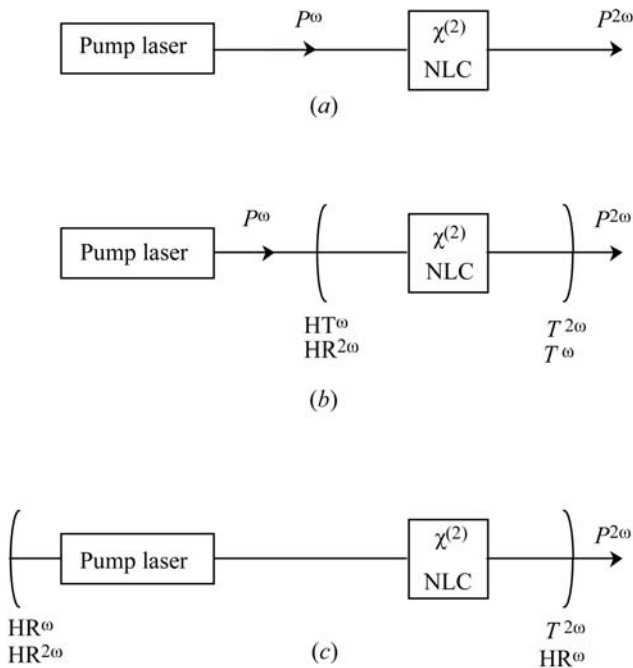 P^ω P^2ω
Pump laser χ^(2)
NLC
(a)
P^ω P^2ω
Pump laser χ^(2)
NLC
HT^ω T^2ω
HR^2ω T^ω
(b)
P^2ω
Pump laser χ^(2)
NLC
HR^ω T^2ω
HR^2ω HR^ω
(c)